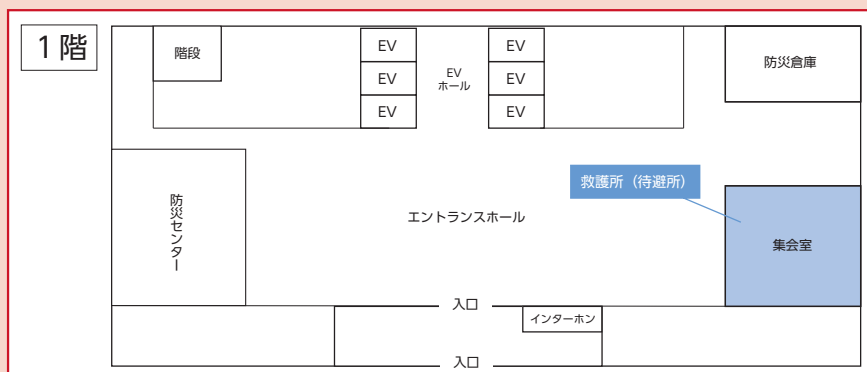 1階
階段
EV
EV
EV
EV
ホール
EV
EV
EV
防災倉庫
救護所（待避所）
防災センター
エントランスホール
集会室
入口
インターホン
入口